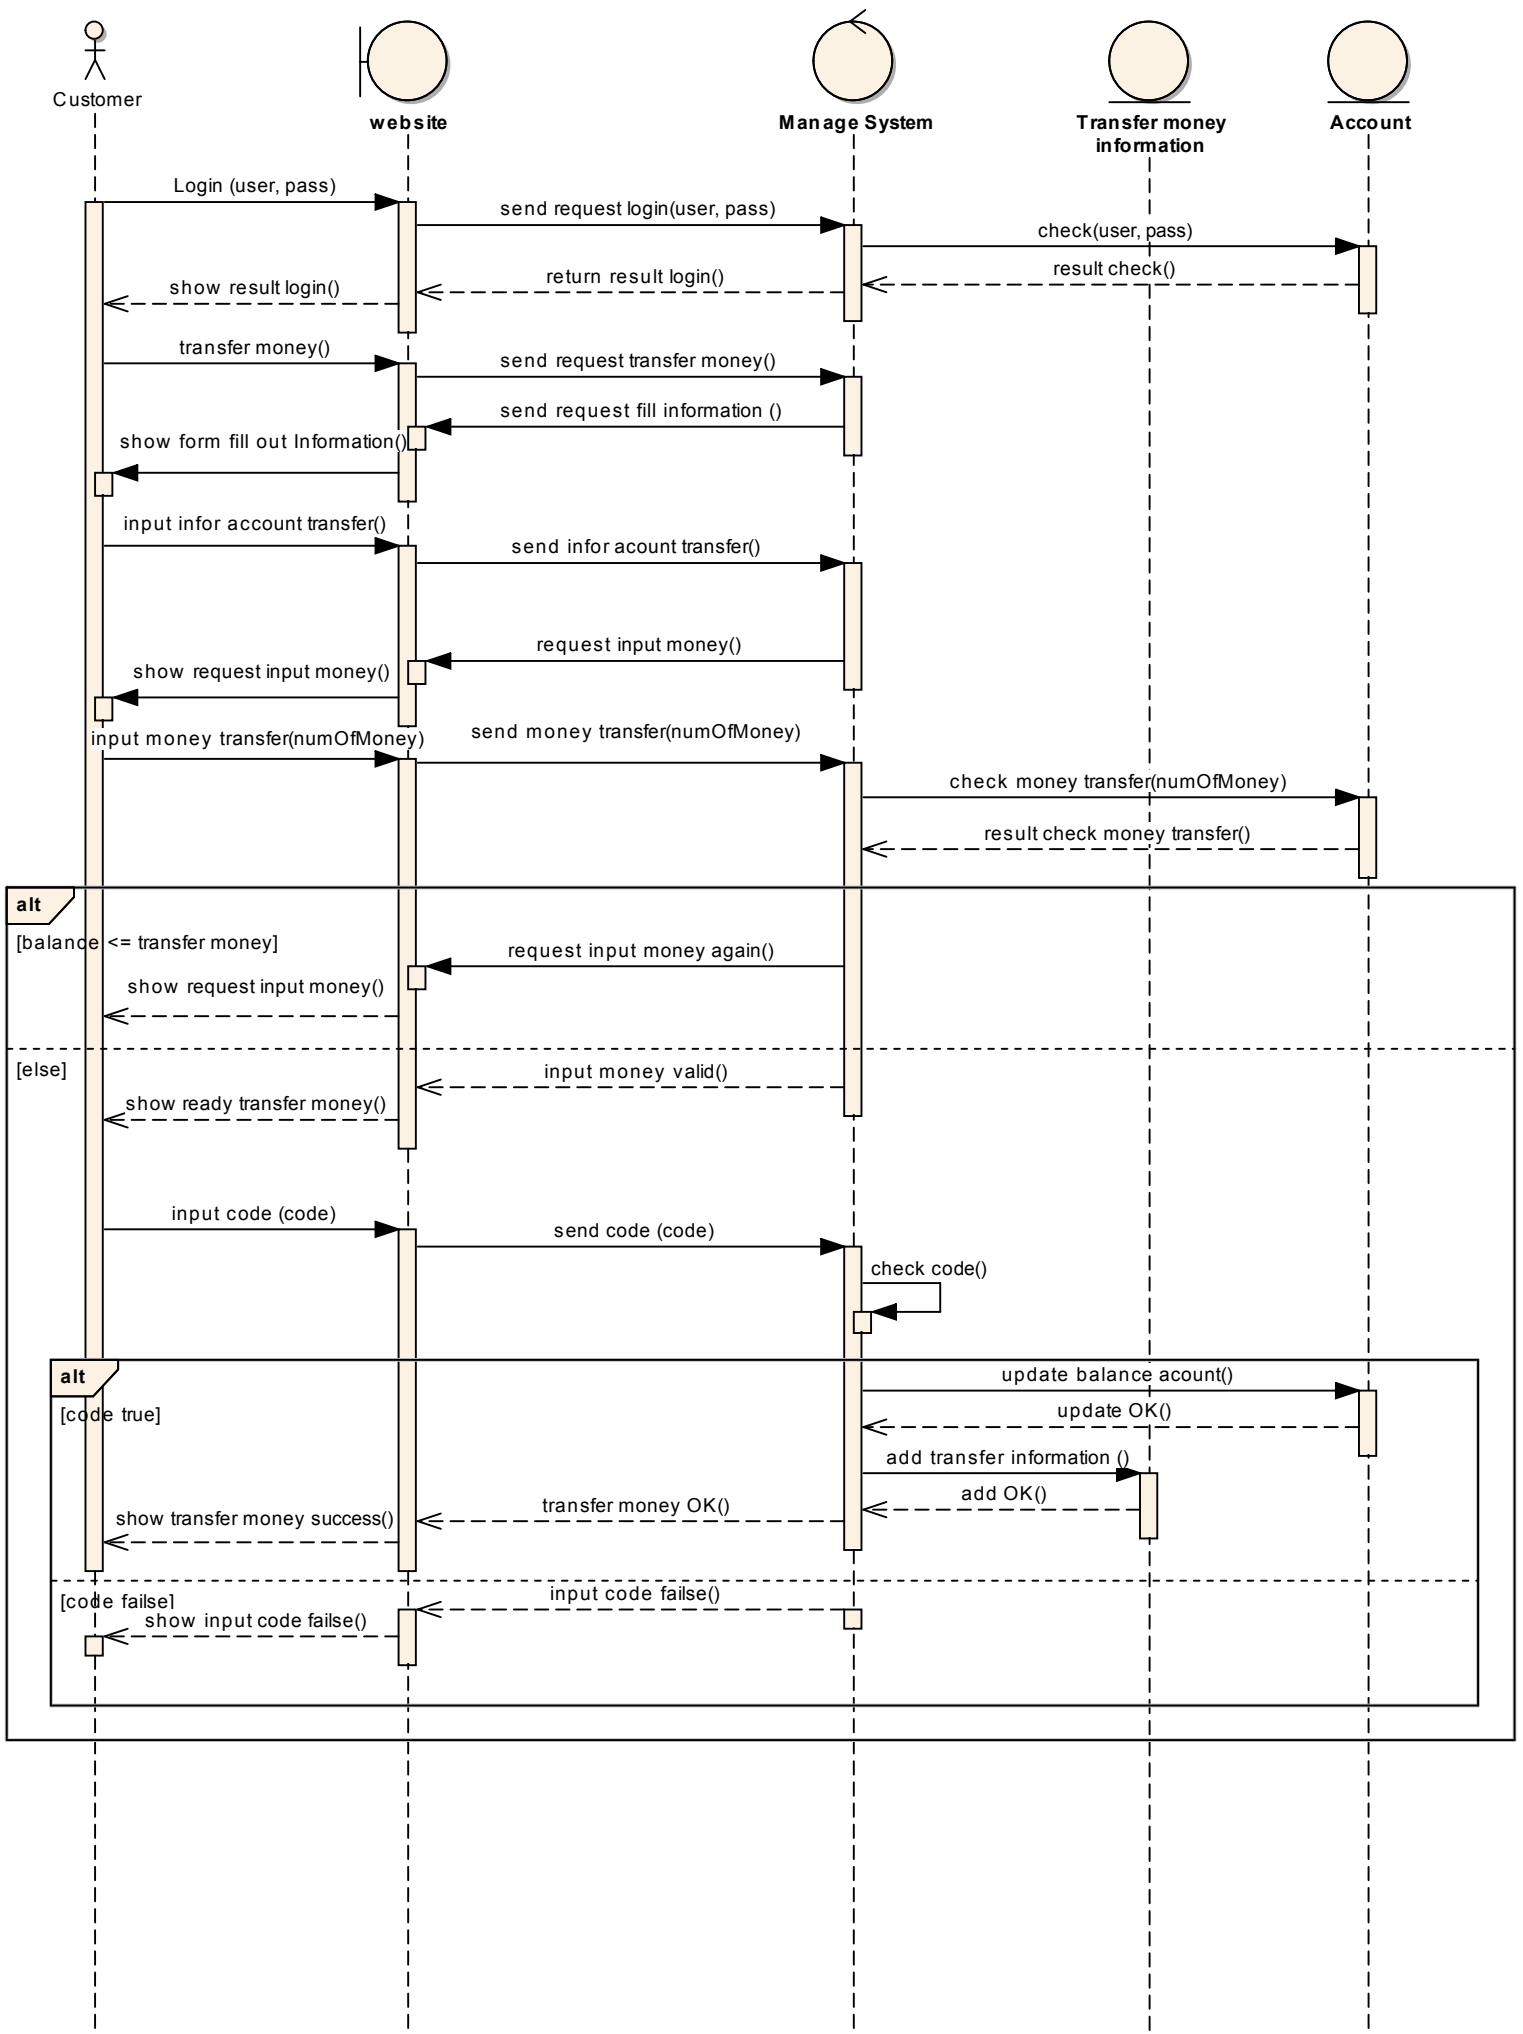 Customer
website
Manage System
Transfer money
information
Account
Login (user, pass)
send request login(user, pass)
check(user, pass)
result check()
return result login()
show result login()
transfer money()
send request transfer money()
send request fill information ()
show form fill out Information()
input infor account transfer()
send infor acount transfer()
request input money()
show request input money()
input money transfer(numOfMoney)
send money transfer(numOfMoney)
check money transfer(numOfMoney)
result check money transfer()
alt
[balance <= transfer money]
request input money again()
show request input money()
[else]
input money valid()
show ready transfer money()
input code (code)
send code (code)
check code()
alt
[code true]
update balance acount()
update OK()
add transfer information ()
add OK()
transfer money OK()
show transfer money success()
[code failse]
input code failse()
show input code failse()